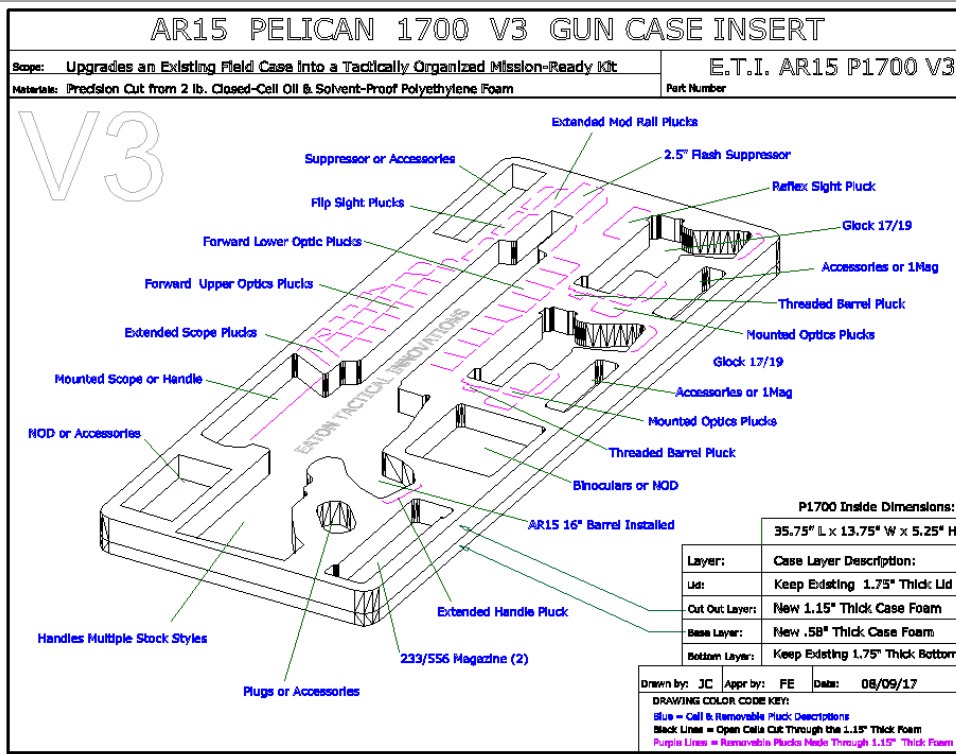 AR15 PELICAN 1700 V3 GUN CASE INSERT
Scope: Upgrades an Existing Field Case into a Tactically Organized Mission-Ready Kit
E.T.I. AR15 P1700 V3
Materials: Precision Cut from 2 lb. Closed-Cell Oil & Solvent-Proof Polyethylene Foam
Part Number
V3
Extended Mod Rail Plucks
Suppressor or Accessories
2.5" Flash Suppressor
Reflex Sight Pluck
Flip Sight Plucks
Glock 17/19
Forward Lower Optic Plucks
Accessories or 1Mag
Forward Upper Optics Plucks
Threaded Barrel Pluck
Extended Scope Plucks
Mounted Optics Plucks
Glock 17/19
Mounted Scope or Handle
Accessories or 1Mag
EATON TACTICAL INNOVATIONS
Mounted Optics Plucks
NOD or Accessories
Threaded Barrel Pluck
Binoculars or NOD
AR15 16" Barrel Installed
Extended Handle Pluck
Handles Multiple Stock Styles
233/556 Magazine (2)
Plugs or Accessories
P1700 Inside Dimensions:
35.75" L x 13.75" W x 5.25" H
Layer: Case Layer Description:
Lid: Keep Existing 1.75" Thick Lid
Cut Out Layer: New 1.15" Thick Case Foam
Base Layer: New .58" Thick Case Foam
Bottom Layer: Keep Existing 1.75" Thick Bottom
Drawn by: JC Appr by: FE Date: 08/09/17
DRAWING COLOR CODE KEY:
Blue = Cell & Removable Pluck Descriptions
Black Lines = Open Cells Cut Through the 1.15" Thick Foam
Purple Lines = Removable Plucks Made Through 1.15" Thick Foam